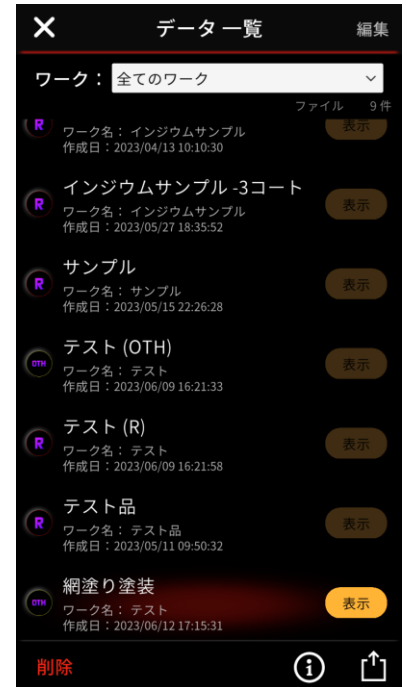 データ 一覧
編集
ワーク： 全てのワーク
ファイル 9 件
R
表示
ワーク名： インジウムサンプル
作成日：2023/04/13 10:10:30
インジウムサンプル -3コート
R
表示
ワーク名： インジウムサンプル
作成日：2023/05/27 18:35:52
サンプル
R
表示
ワーク名： サンプル
作成日：2023/05/15 22:26:28
テスト (OTH)
OTH
表示
ワーク名： テスト
作成日：2023/06/09 16:21:33
テスト (R)
R
表示
ワーク名： テスト
作成日：2023/06/09 16:21:58
テスト品
R
表示
ワーク名： テスト品
作成日：2023/05/11 09:50:32
網塗り塗装
OTH
表示
ワーク名： テスト
作成日：2023/06/12 17:15:31
削除